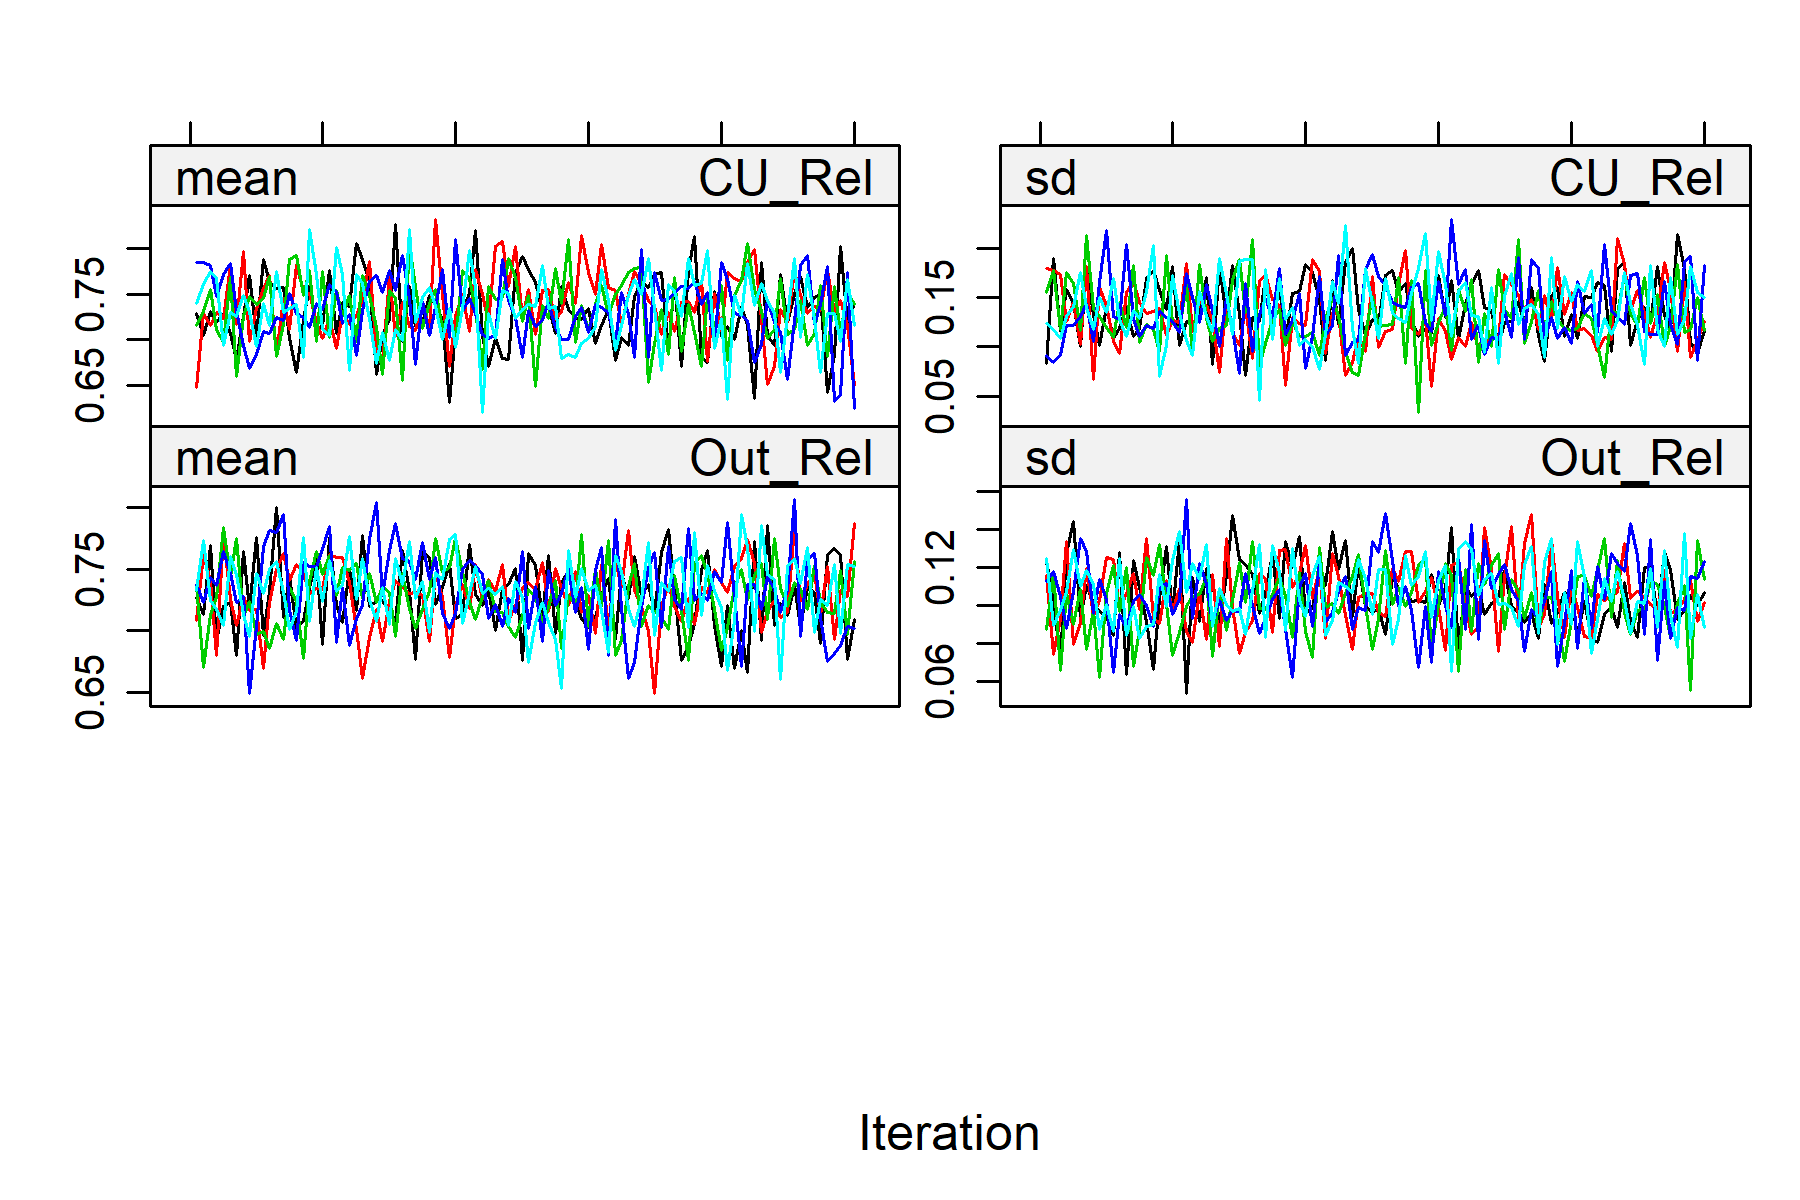 mean CU_Rel
sd CU_Rel
0.65 0.75
0.05 0.15
mean Out_Rel
sd Out_Rel
0.65 0.75
0.06 0.12
Iteration